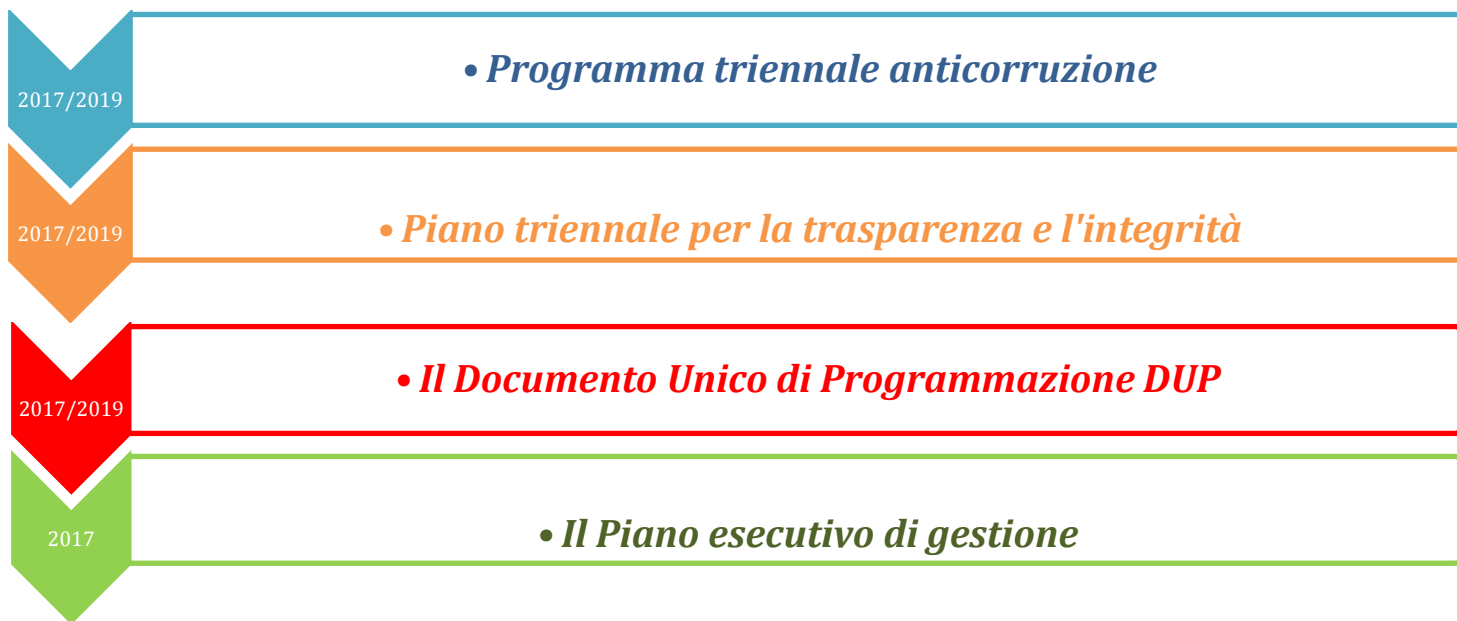 2017/2019
• Programma triennale anticorruzione
2017/2019
• Piano triennale per la trasparenza e l'integrità
2017/2019
• Il Documento Unico di Programmazione DUP
2017
• Il Piano esecutivo di gestione